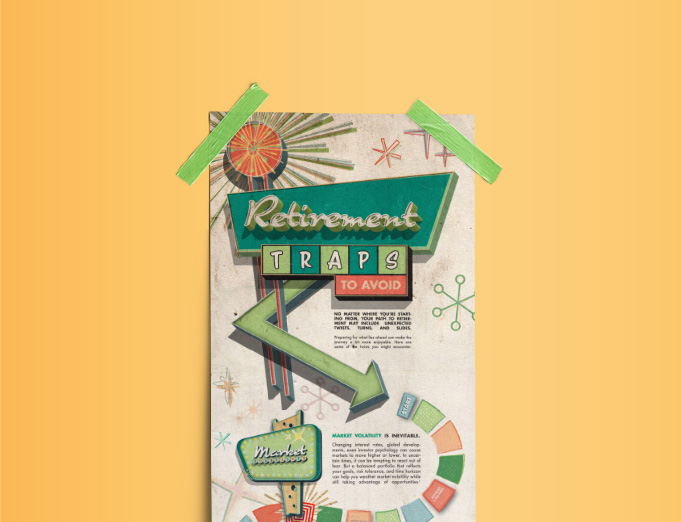 Retirement
TRAPS
TO AVOID
NO MATTER WHERE YOU'RE START-
ING FROM, YOUR PATH TO RETIRE-
MENT MAY INCLUDE UNEXPECTED
TWISTS, TURNS, AND SLIDES.
Preparing for what lies ahead can make the
journey a lot more enjoyable. Here are
some of the twists you might encounter.
START
MARKET VOLATILITY IS INEVITABLE.
Market
Changing interest rates, global develop-
ments, even investor psychology can cause
markets to move higher or lower. In uncer-
tain times, it can be tempting to react out of
fear. But a balanced portfolio that reflects
your goals, risk tolerance, and time horizon
can help you weather market volatility while
still taking advantage of opportunities.